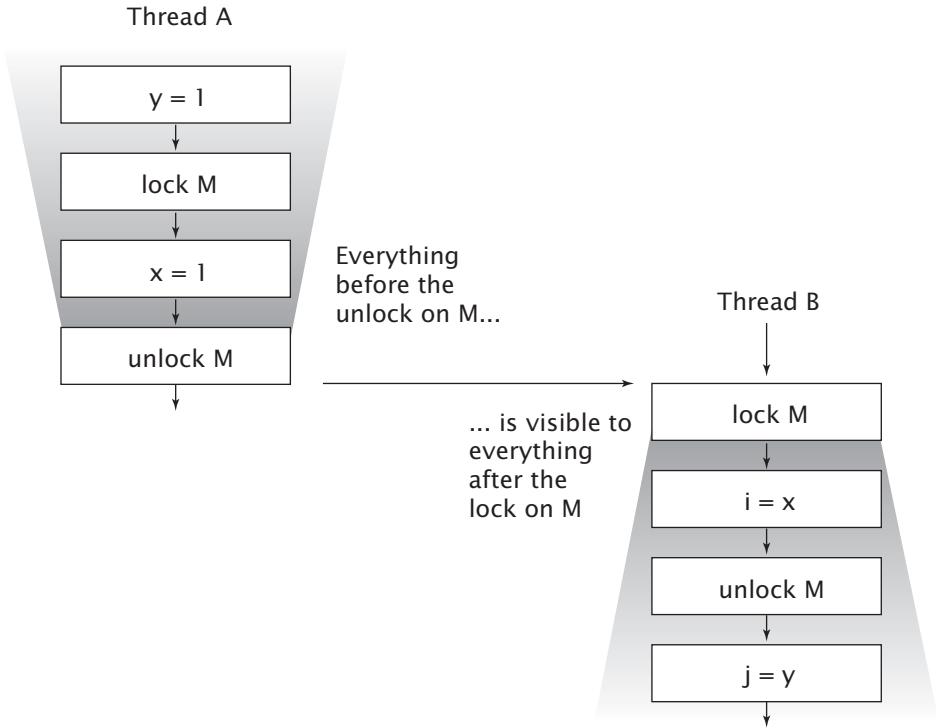 Thread A
y = 1
lock M
x = 1
unlock M
Everything
before the
unlock on M...
... is visible to
everything
after the
lock on M
Thread B
lock M
i = x
unlock M
j = y